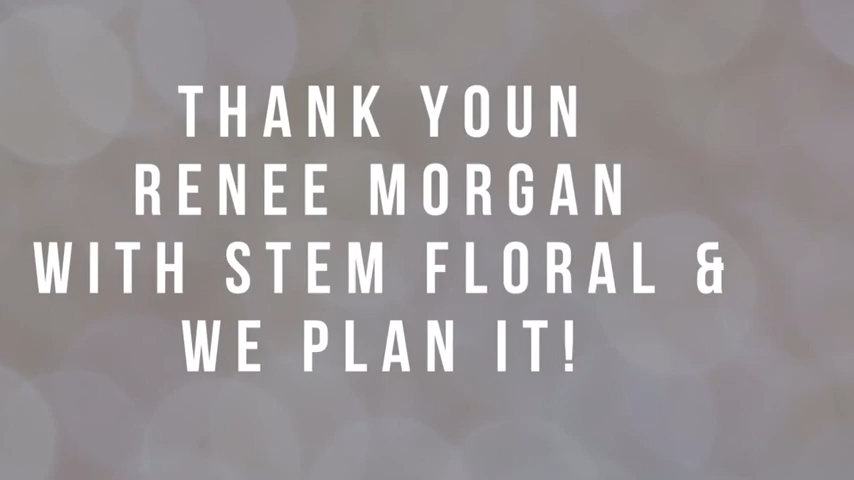 THANK YOUN
RENEE MORGAN
WITH STEM FLORAL &
WE PLAN IT!